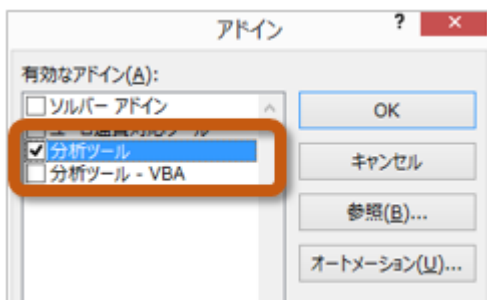 アドイン
? ×
有効なアドイン(A):
ソルバー アドイン
分析ツール
分析ツール - VBA
OK
キャンセル
参照(B)...
オートメーション(U)...